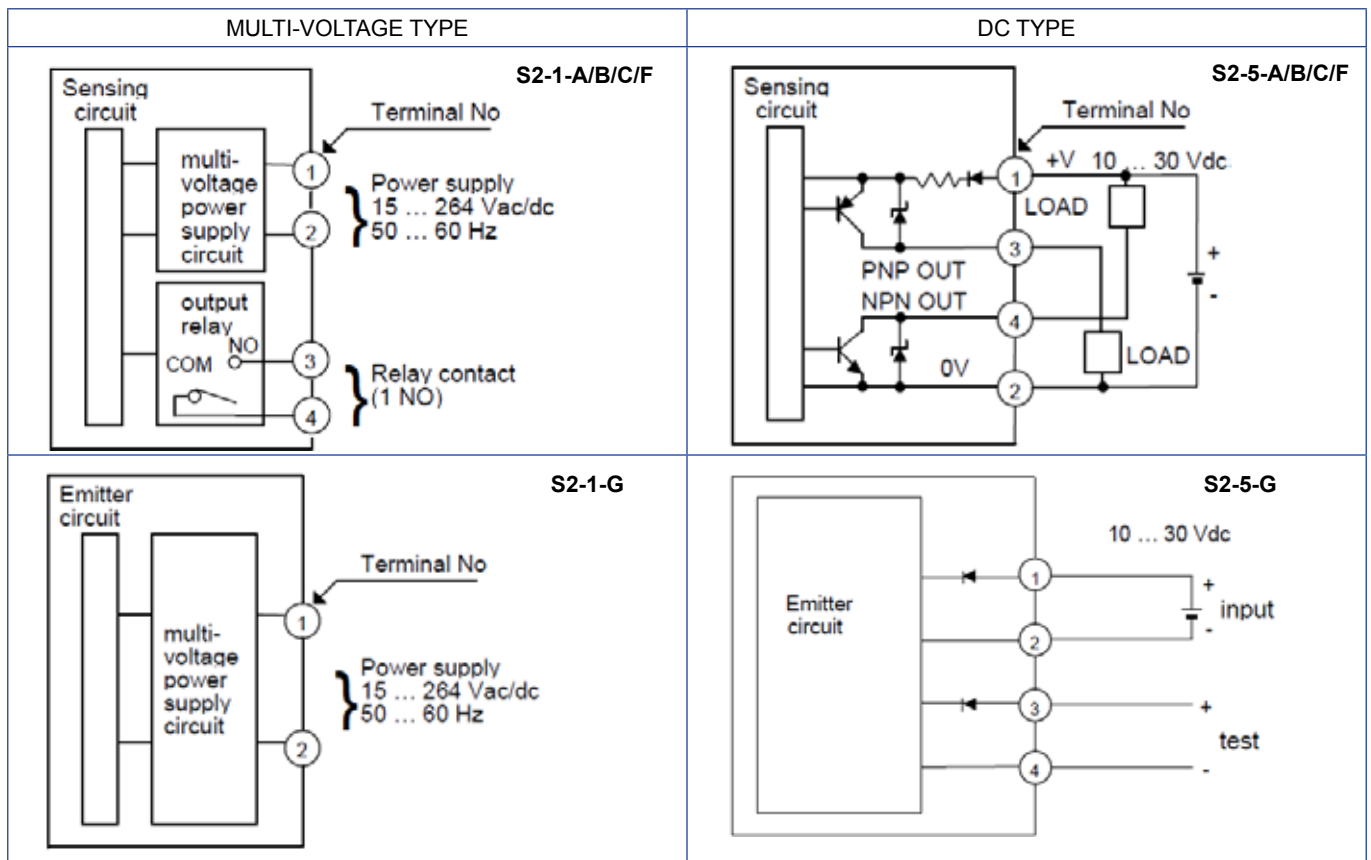 MULTI-VOLTAGE TYPE
DC TYPE
S2-1-A/B/C/F
Sensing
circuit
Terminal No
multi-
voltage
power
supply
circuit
1
2
Power supply
15 ... 264 Vac/dc
50 ... 60 Hz
output
relay
NO
COM
3
4
Relay contact
(1 NO)
S2-5-A/B/C/F
Sensing
circuit
Terminal No
1
+V 10 ... 30 Vdc
LOAD
3
+
PNP OUT
-
NPN OUT
4
LOAD
0V
2
S2-1-G
Emitter
circuit
Terminal No
1
multi-
voltage
power
supply
circuit
Power supply
15 ... 264 Vac/dc
50 ... 60 Hz
2
S2-5-G
10 ... 30 Vdc
Emitter
circuit
1
+
input
2
-
3
+
test
4
-